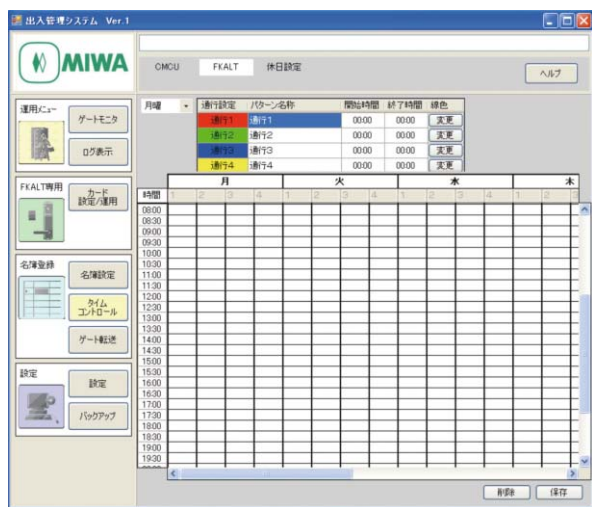 出入管理システム Ver.1
MIWA
CMCU FKALT 休日設定
ヘルプ
運用メニュー
ゲートモニタ
ログ表示
FKALT専用
カード
設定/運用
名簿登録
名簿設定
タイム
コントロール
ゲート転送
設定
設定
バックアップ
月曜 通行設定 パターン名称 開始時間 終了時間 線色
通行1 通行1 00:00 00:00 変更
通行2 通行2 00:00 00:00 変更
通行3 通行3 00:00 00:00 変更
通行4 通行4 00:00 00:00 変更
月 火 水 木
時間 1 2 3 4 1 2 3 4 1 2 3 4 1 2 3
08:00
08:30
09:00
09:30
10:00
10:30
11:00
11:30
12:00
12:30
13:00
13:30
14:00
14:30
15:00
15:30
16:00
16:30
17:00
17:30
18:00
18:30
19:00
19:30
削除 保存